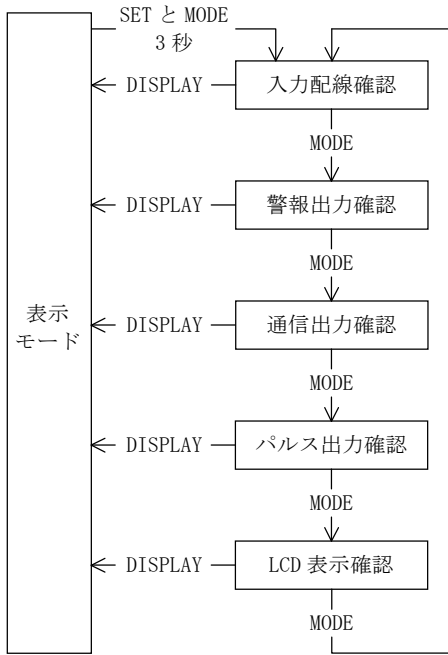 SET と MODE
3 秒
DISPLAY
入力配線確認
MODE
DISPLAY
警報出力確認
MODE
表示
モード
DISPLAY
通信出力確認
MODE
DISPLAY
パルス出力確認
MODE
DISPLAY
LCD 表示確認
MODE